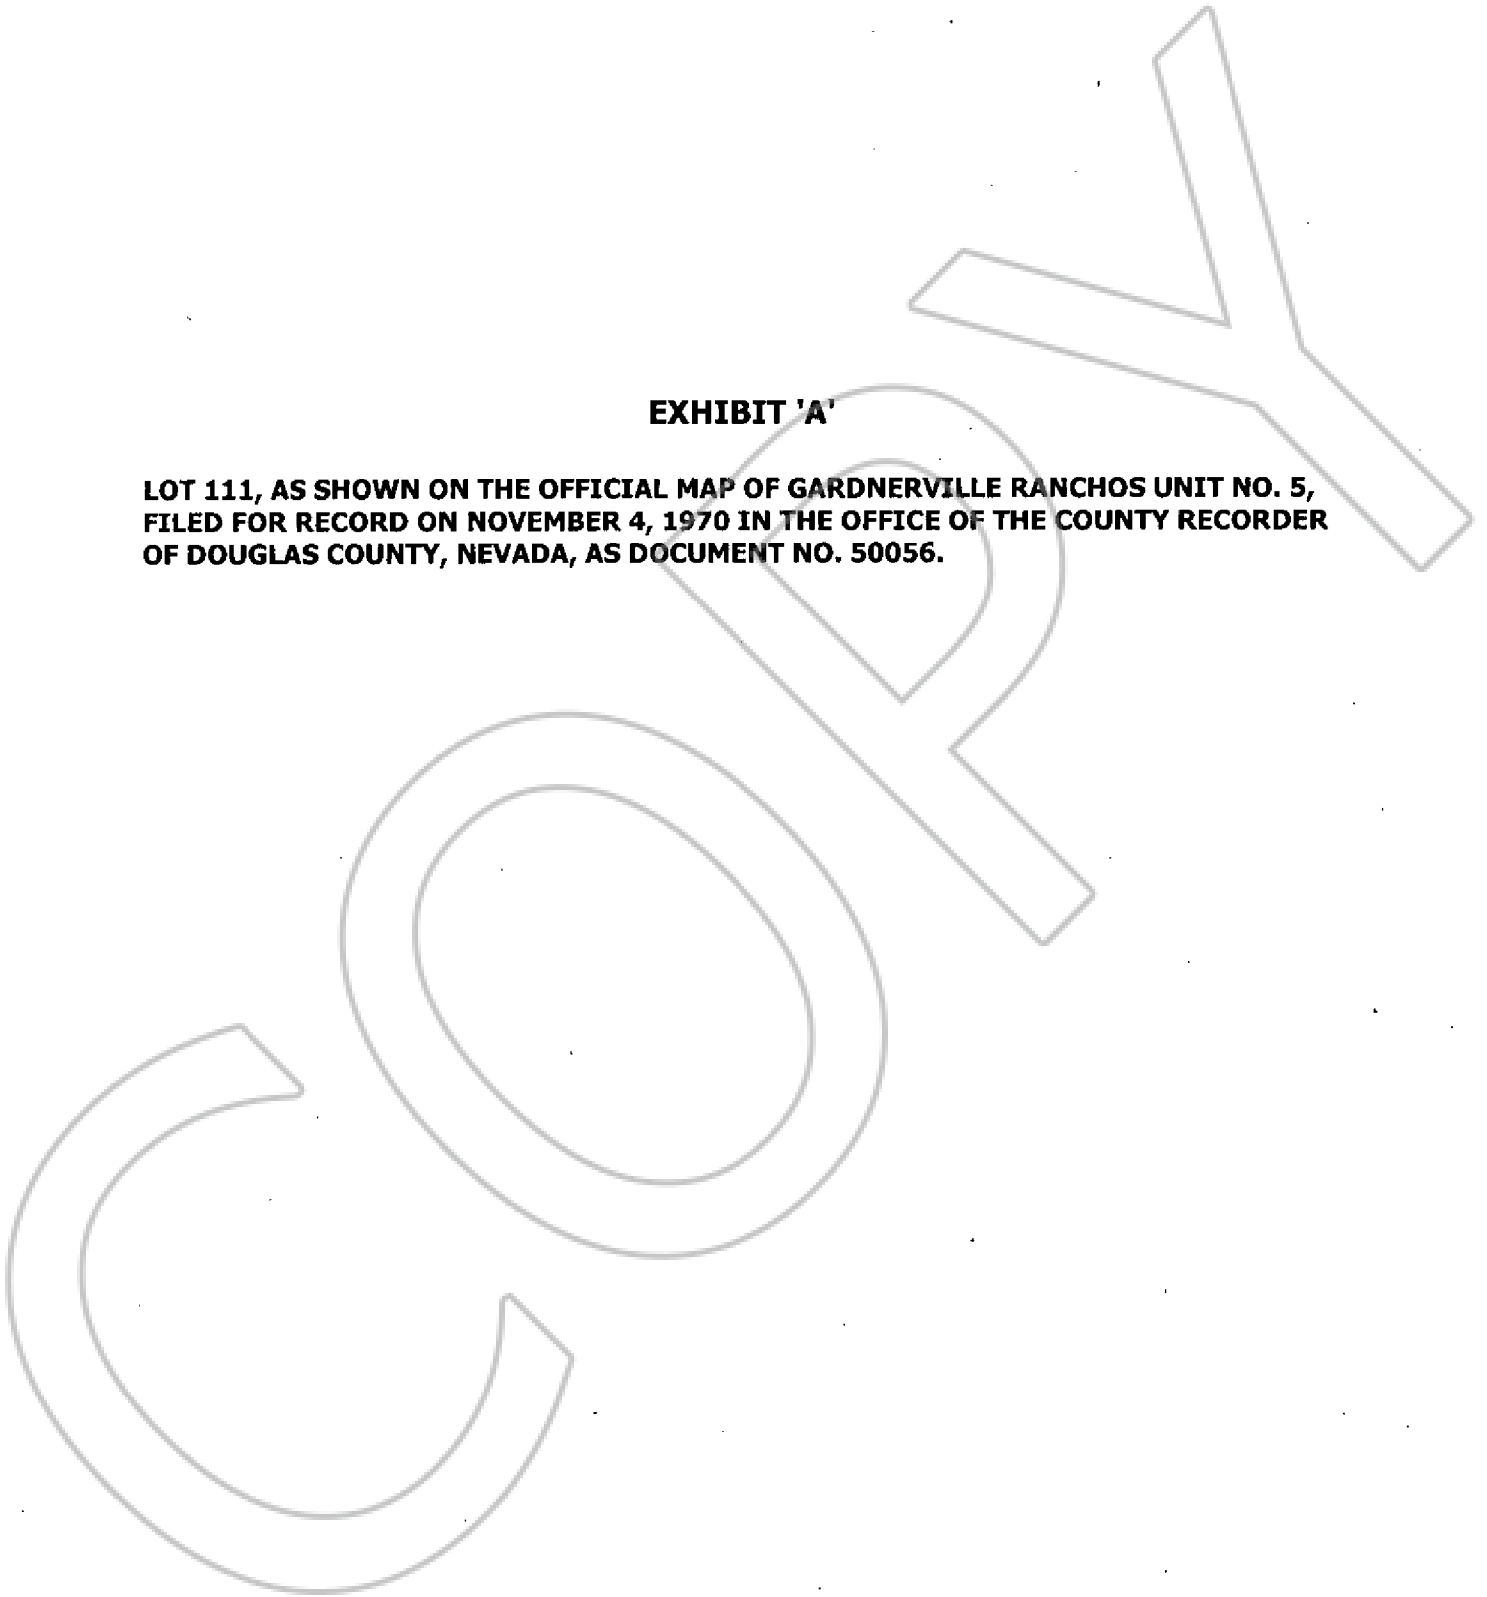 EXHIBIT 'A'
LOT 111, AS SHOWN ON THE OFFICIAL MAP OF GARDNERVILLE RANCHOS UNIT NO. 5,
FILED FOR RECORD ON NOVEMBER 4, 1970 IN THE OFFICE OF THE COUNTY RECORDER
OF DOUGLAS COUNTY, NEVADA, AS DOCUMENT NO. 50056.
COPY